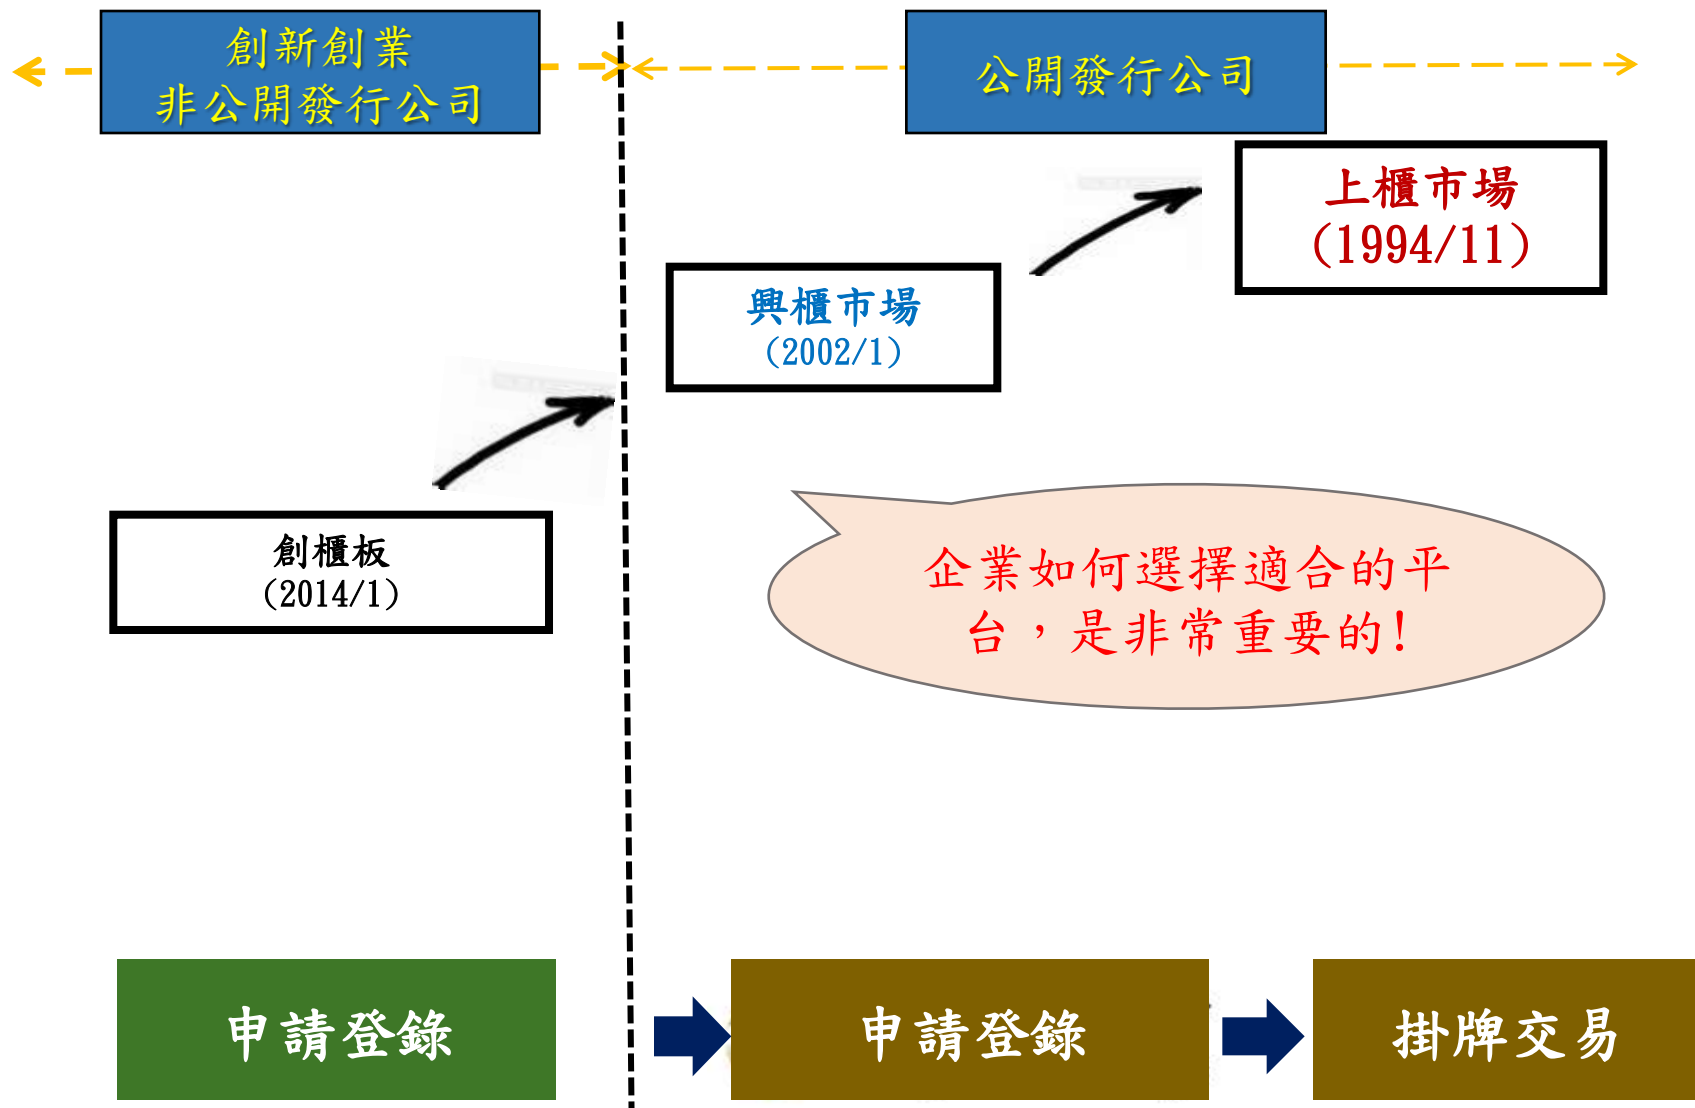 創新創業
非公開發行公司
公開發行公司
上櫃市場
(1994/11)
興櫃市場
(2002/1)
創櫃板
(2014/1)
企業如何選擇適合的平
台，是非常重要的!
申請登錄
申請登錄
掛牌交易